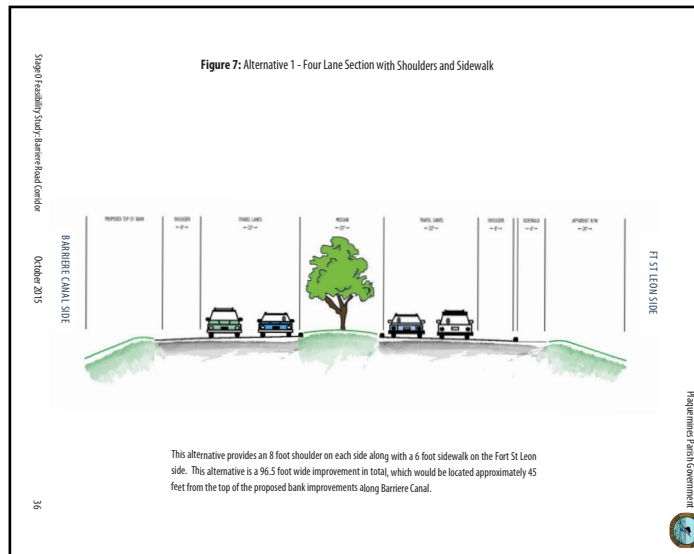 Figure 7: Alternative 1 - Four Lane Section with Shoulders and Sidewalk
Stage 0 Feasibility Study: Barriere Road Corridor
October 2015
PROPOSED TOP OF BANK
SHOULDER
TRAVEL LANES
MEDIAN
TRAVEL LANES
SHOULDER
SIDEWALK
APPARENT R/W
BARRIERE CANAL SIDE
FT ST LEON SIDE
This alternative provides an 8 foot shoulder on each side along with a 6 foot sidewalk on the Fort St Leon
side. This alternative is a 96.5 foot wide improvement in total, which would be located approximately 45
feet from the top of the proposed bank improvements along Barriere Canal.
36
Plaquemines Parish Government